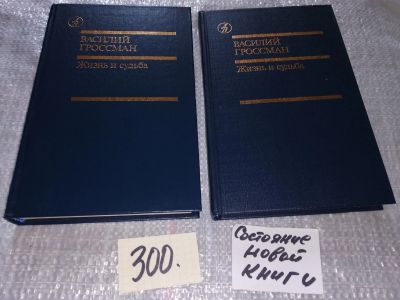 ВАСИЛИЙ
ГРОССМАН
Жизнь и судьба
ВАСИЛИЙ
ГРОССМАН
Жизнь и судьба
300.
Состояние
новой
книги